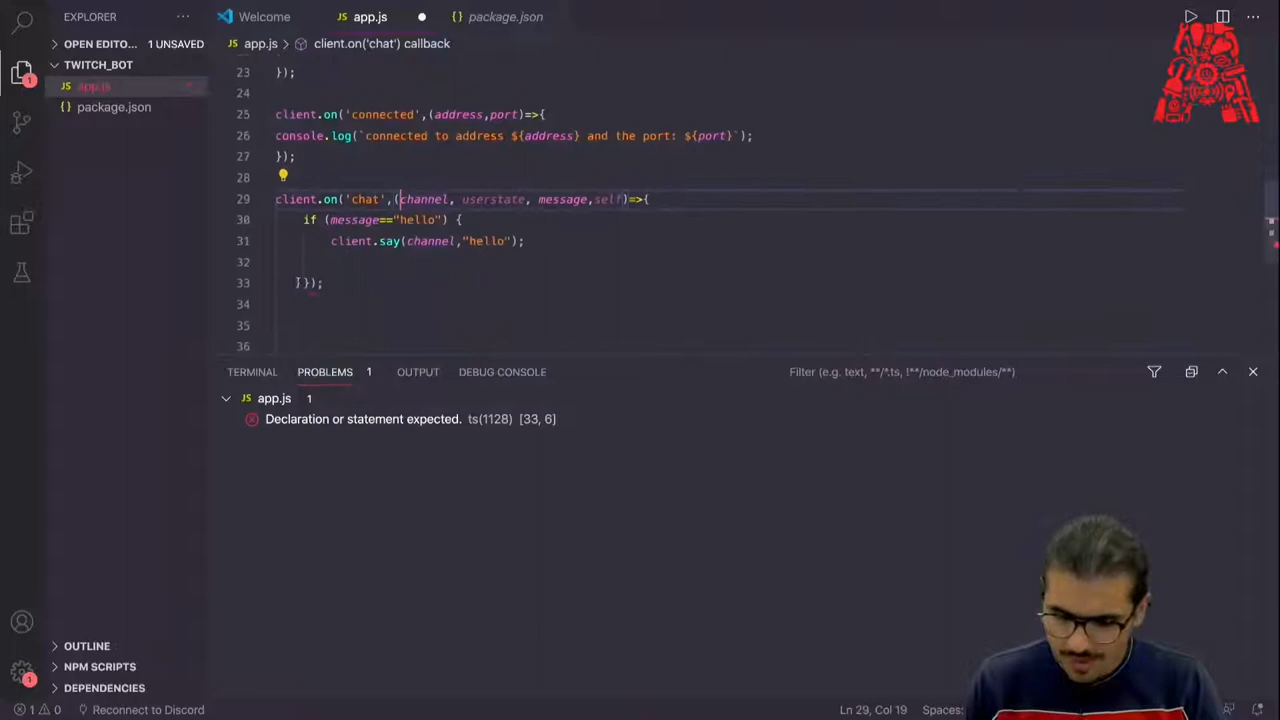 EXPLORER
Welcome
app.js
package.json
OPEN EDITO... 1 UNSAVED
app.js > client.on('chat') callback
TWITCH_BOT
JS app.js
{} package.json
23 });
24
25 client.on('connected',(address,port)=>{
26 console.log(`connected to address ${address} and the port: ${port}`);
27 });
28
29 client.on('chat',(channel, userstate, message,self)=>{
30 if (message=="hello") {
31 client.say(channel,"hello");
32
33 }});
34
35
36
TERMINAL PROBLEMS 1 OUTPUT DEBUG CONSOLE Filter (e.g. text, **/*.ts, !**/node_modules/**)
JS app.js 1
Declaration or statement expected. ts(1128) [33, 6]
OUTLINE
NPM SCRIPTS
DEPENDENCIES
1 0 Reconnect to Discord Ln 29, Col 19 Spaces: